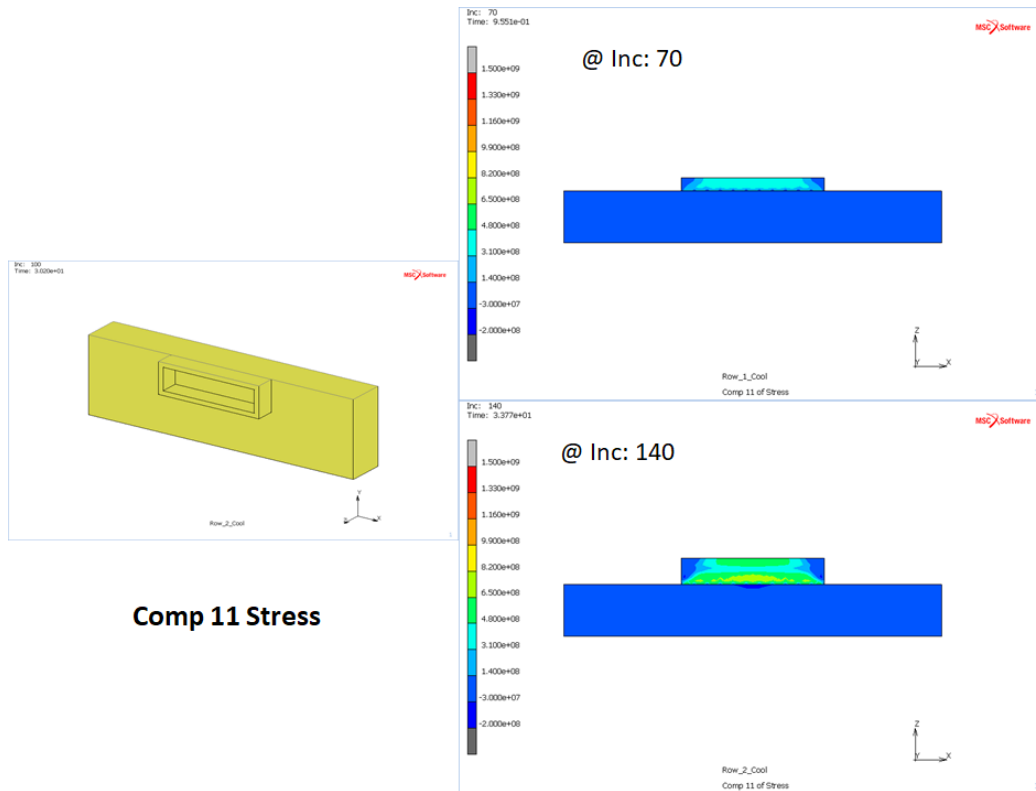 Inc: 70
Time: 9.551e-01
MSC Software
@ Inc: 70
1.500e+09
1.330e+09
1.160e+09
9.900e+08
8.200e+08
6.500e+08
4.800e+08
3.100e+08
1.400e+08
-3.000e+07
-2.000e+08
Z
Y
X
Row_1_Cool
Comp 11 of Stress
Inc: 100
Time: 3.020e+01
MSC Software
Y
X
Row_2_Cool
1
Comp 11 Stress
Inc: 140
Time: 3.377e+01
MSC Software
@ Inc: 140
1.500e+09
1.330e+09
1.160e+09
9.900e+08
8.200e+08
6.500e+08
4.800e+08
3.100e+08
1.400e+08
-3.000e+07
-2.000e+08
Z
Y
X
Row_2_Cool
Comp 11 of Stress